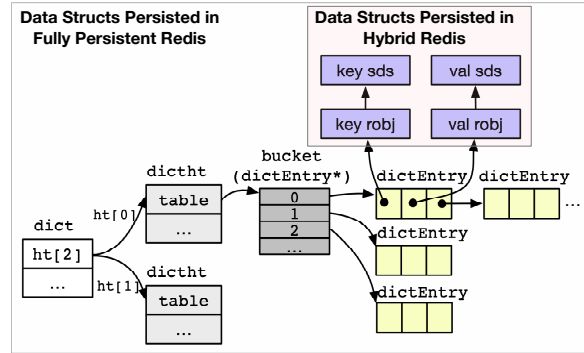 Data Structs Persisted in
Fully Persistent Redis
Data Structs Persisted in
Hybrid Redis
key sds
val sds
key robj
val robj
dictht
bucket
(dictEntry*)
dictEntry
dictEntry
table
...
0
1
2
...
...
dict
ht[0]
ht[2]
...
ht[1]
dictht
table
...
dictEntry
dictEntry